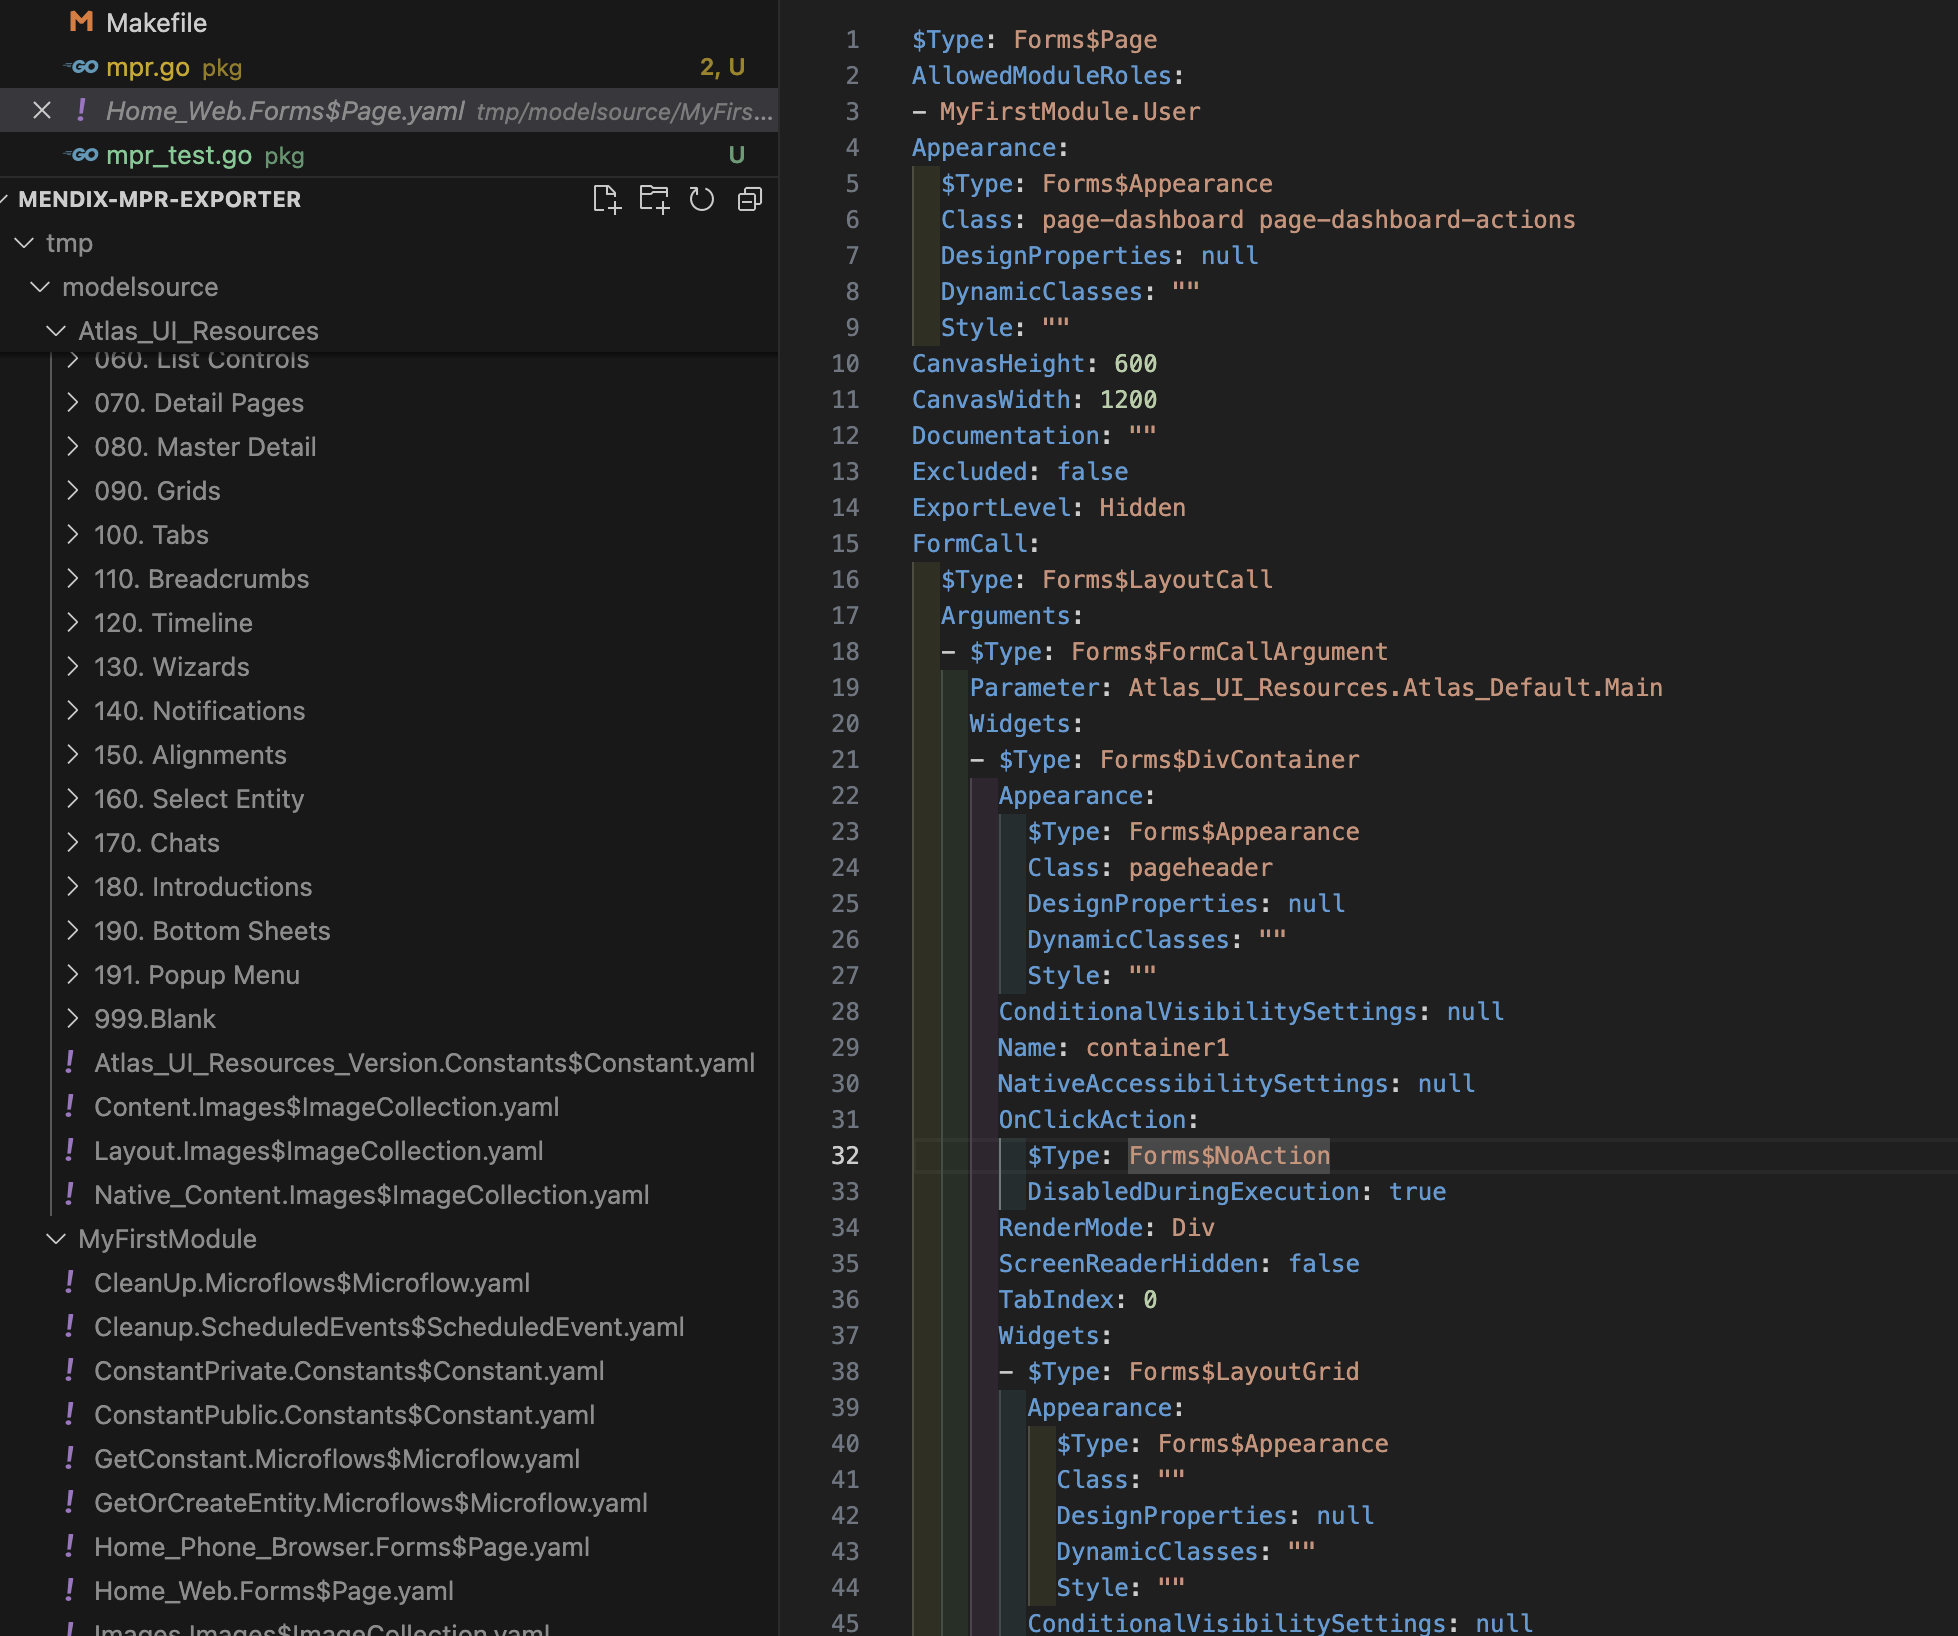 Makefile
mpr.go pkg 2, U
Home_Web.Forms$Page.yaml tmp/modelsource/MyFirs...
mpr_test.go pkg U
MENDIX-MPR-EXPORTER
tmp
modelsource
Atlas_UI_Resources
060. List Controls
070. Detail Pages
080. Master Detail
090. Grids
100. Tabs
110. Breadcrumbs
120. Timeline
130. Wizards
140. Notifications
150. Alignments
160. Select Entity
170. Chats
180. Introductions
190. Bottom Sheets
191. Popup Menu
999.Blank
Atlas_UI_Resources_Version.Constants$Constant.yaml
Content.Images$ImageCollection.yaml
Layout.Images$ImageCollection.yaml
Native_Content.Images$ImageCollection.yaml
MyFirstModule
CleanUp.Microflows$Microflow.yaml
Cleanup.ScheduledEvents$ScheduledEvent.yaml
ConstantPrivate.Constants$Constant.yaml
ConstantPublic.Constants$Constant.yaml
GetConstant.Microflows$Microflow.yaml
GetOrCreateEntity.Microflows$Microflow.yaml
Home_Phone_Browser.Forms$Page.yaml
Home_Web.Forms$Page.yaml
Images.Images$ImageCollection.yaml
1 $Type: Forms$Page
2 AllowedModuleRoles:
3 - MyFirstModule.User
4 Appearance:
5 $Type: Forms$Appearance
6 Class: page-dashboard page-dashboard-actions
7 DesignProperties: null
8 DynamicClasses: ""
9 Style: ""
10 CanvasHeight: 600
11 CanvasWidth: 1200
12 Documentation: ""
13 Excluded: false
14 ExportLevel: Hidden
15 FormCall:
16 $Type: Forms$LayoutCall
17 Arguments:
18 - $Type: Forms$FormCallArgument
19 Parameter: Atlas_UI_Resources.Atlas_Default.Main
20 Widgets:
21 - $Type: Forms$DivContainer
22 Appearance:
23 $Type: Forms$Appearance
24 Class: pageheader
25 DesignProperties: null
26 DynamicClasses: ""
27 Style: ""
28 ConditionalVisibilitySettings: null
29 Name: container1
30 NativeAccessibilitySettings: null
31 OnClickAction:
32 $Type: Forms$NoAction
33 DisabledDuringExecution: true
34 RenderMode: Div
35 ScreenReaderHidden: false
36 TabIndex: 0
37 Widgets:
38 - $Type: Forms$LayoutGrid
39 Appearance:
40 $Type: Forms$Appearance
41 Class: ""
42 DesignProperties: null
43 DynamicClasses: ""
44 Style: ""
45 ConditionalVisibilitySettings: null